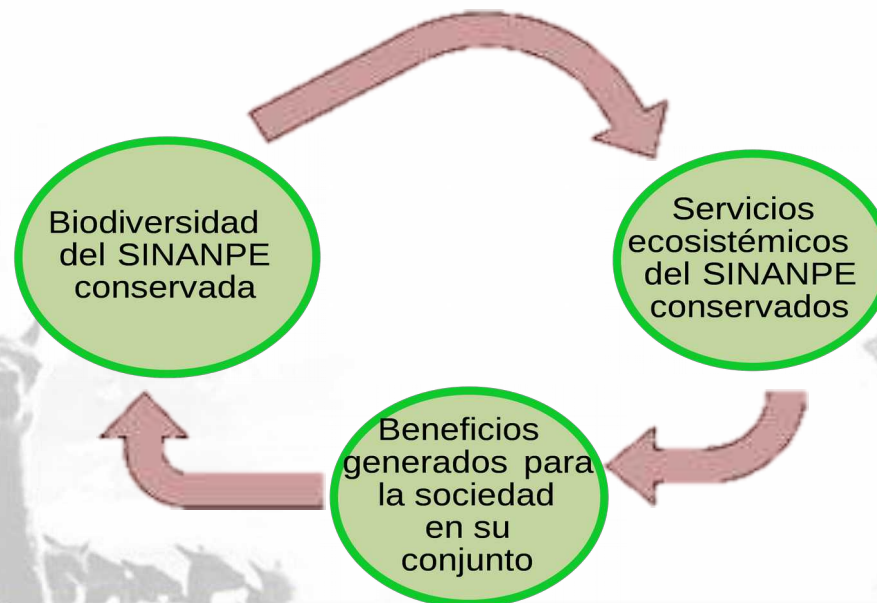 Biodiversidad
del SINANPE
conservada
Servicios
ecosistémicos
del SINANPE
conservados
Beneficios
generados para
la sociedad
en su
conjunto